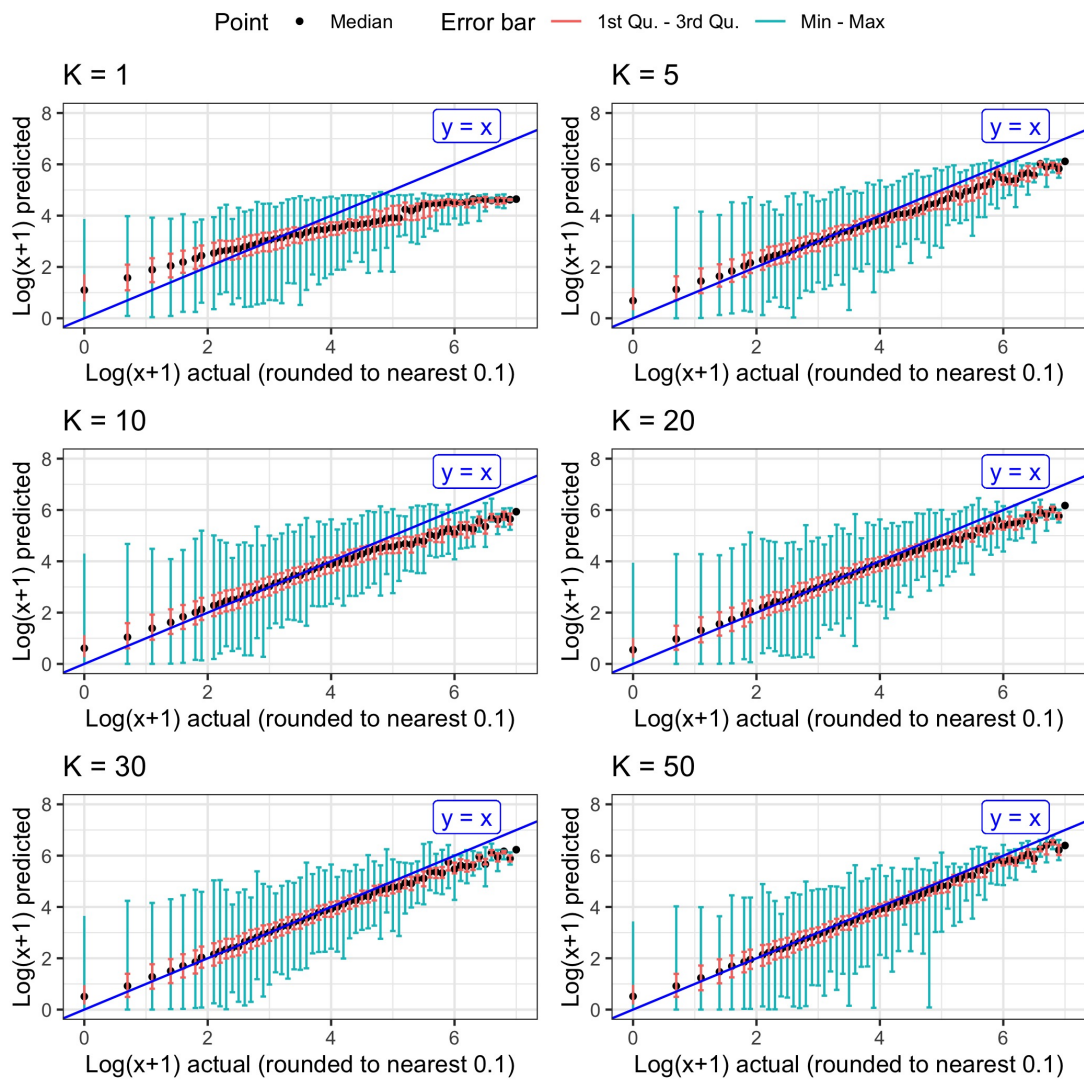 Point Median Error bar 1st Qu. - 3rd Qu. Min - Max
K = 1
Log(x+1) predicted
8
6
4
2
0
y = x
0 2 4 6
Log(x+1) actual (rounded to nearest 0.1)
K = 5
Log(x+1) predicted
8
6
4
2
0
y = x
0 2 4 6
Log(x+1) actual (rounded to nearest 0.1)
K = 10
Log(x+1) predicted
8
6
4
2
0
y = x
0 2 4 6
Log(x+1) actual (rounded to nearest 0.1)
K = 20
Log(x+1) predicted
8
6
4
2
0
y = x
0 2 4 6
Log(x+1) actual (rounded to nearest 0.1)
K = 30
Log(x+1) predicted
8
6
4
2
0
y = x
0 2 4 6
Log(x+1) actual (rounded to nearest 0.1)
K = 50
Log(x+1) predicted
8
6
4
2
0
y = x
0 2 4 6
Log(x+1) actual (rounded to nearest 0.1)